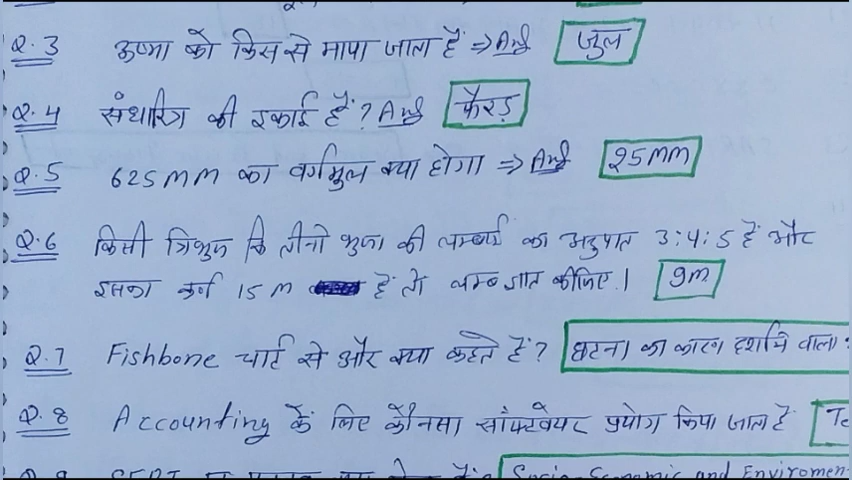 Q.3 ऊष्मा को किस से मापा जाता है ⇒ Ans जुल
Q.4 संधारित्र की इकाई है? Ans फैरड
Q.5 625 mm का वर्गमुल क्या होगा ⇒ Ans 25mm
Q.6 किसी त्रिभुज कि तीनो भुजा की लम्बाई का अनुपात 3:4:5 है और
इसका कर्ण 15 m है तो लम्ब ज्ञात कीजिए। 9m
Q.7 Fishbone चार्ट से और क्या कहते है? घटना का कारण दर्शाने वाला
Q.8 Accounting के लिए कौनसा सॉफ्टवेयर प्रयोग किया जाता है
Socio-Economic and Environmen